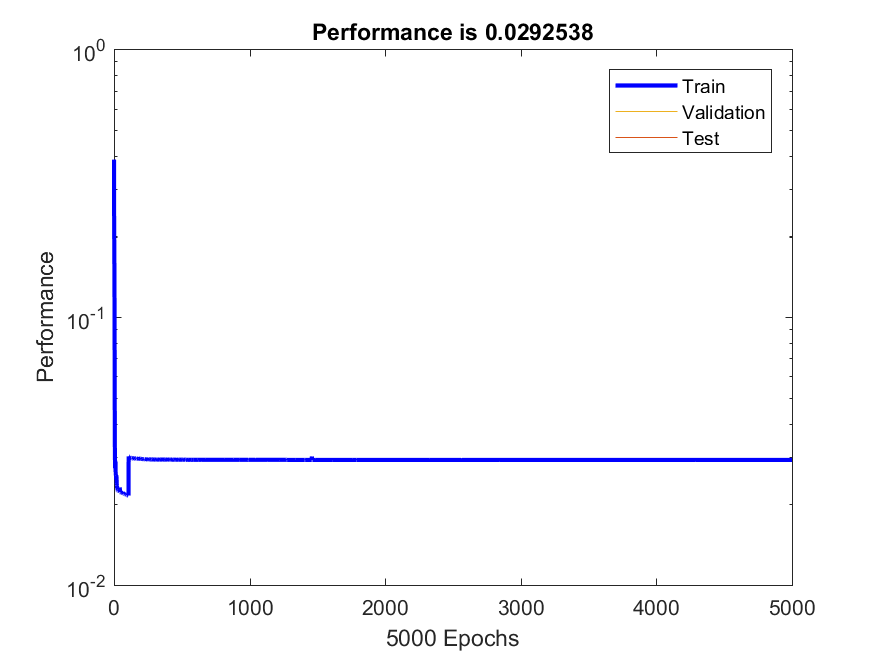 Performance is 0.0292538
10^0
Train
Validation
Test
Performance
10^-1
10^-2
0 1000 2000 3000 4000 5000
5000 Epochs